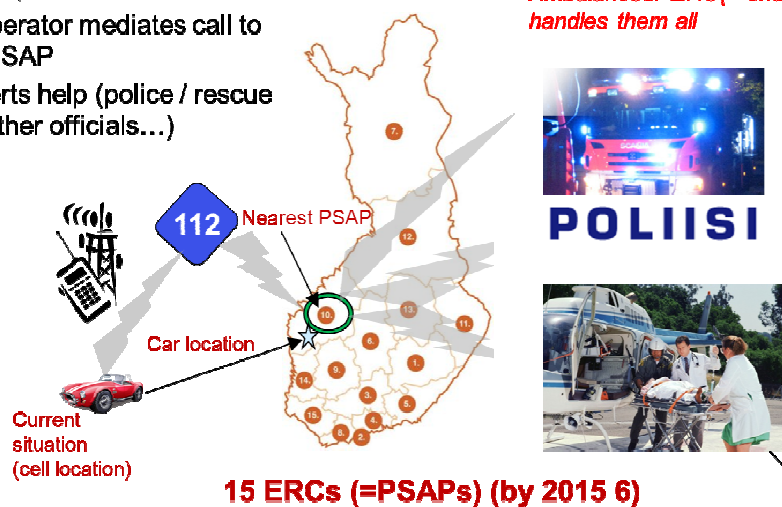 perator mediates call to
SAP
erts help (police / rescue
ther officials…)
handles them all
112
Nearest PSAP
Car location
Current
situation
(cell location)
7.
12.
10.
13.
11.
6.
1.
9.
14.
3.
5.
15.
4.
8.
2.
POLIISI
15 ERCs (=PSAPs) (by 2015 6)